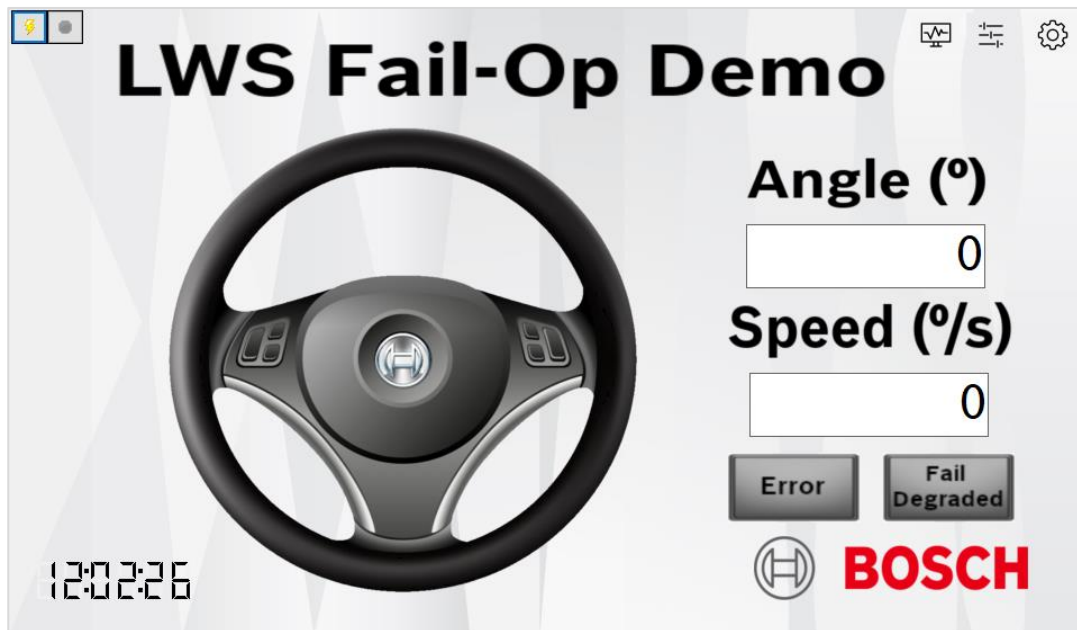 LWS Fail-Op Demo
Angle (º)
0
Speed (º/s)
0
Error
Fail
Degraded
BOSCH
12:02:26